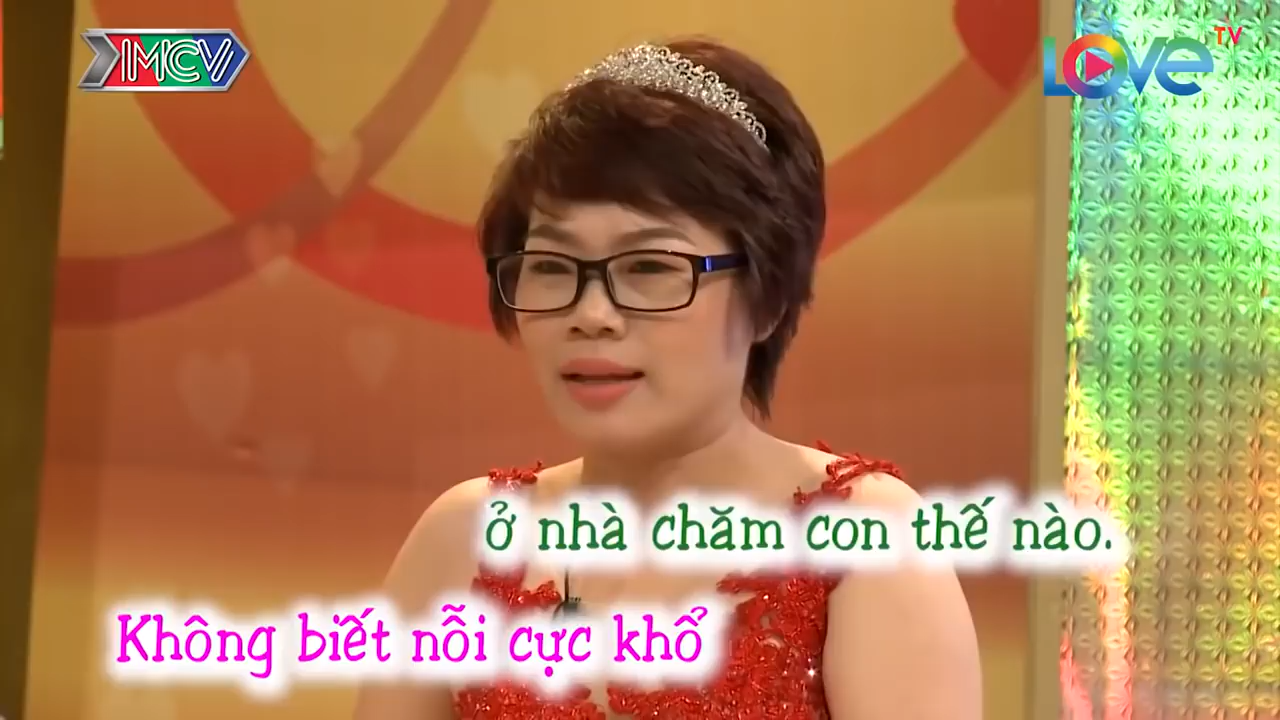 MCV
LOVE TV
ở nhà chăm con thế nào.
Không biết nỗi cực khổ